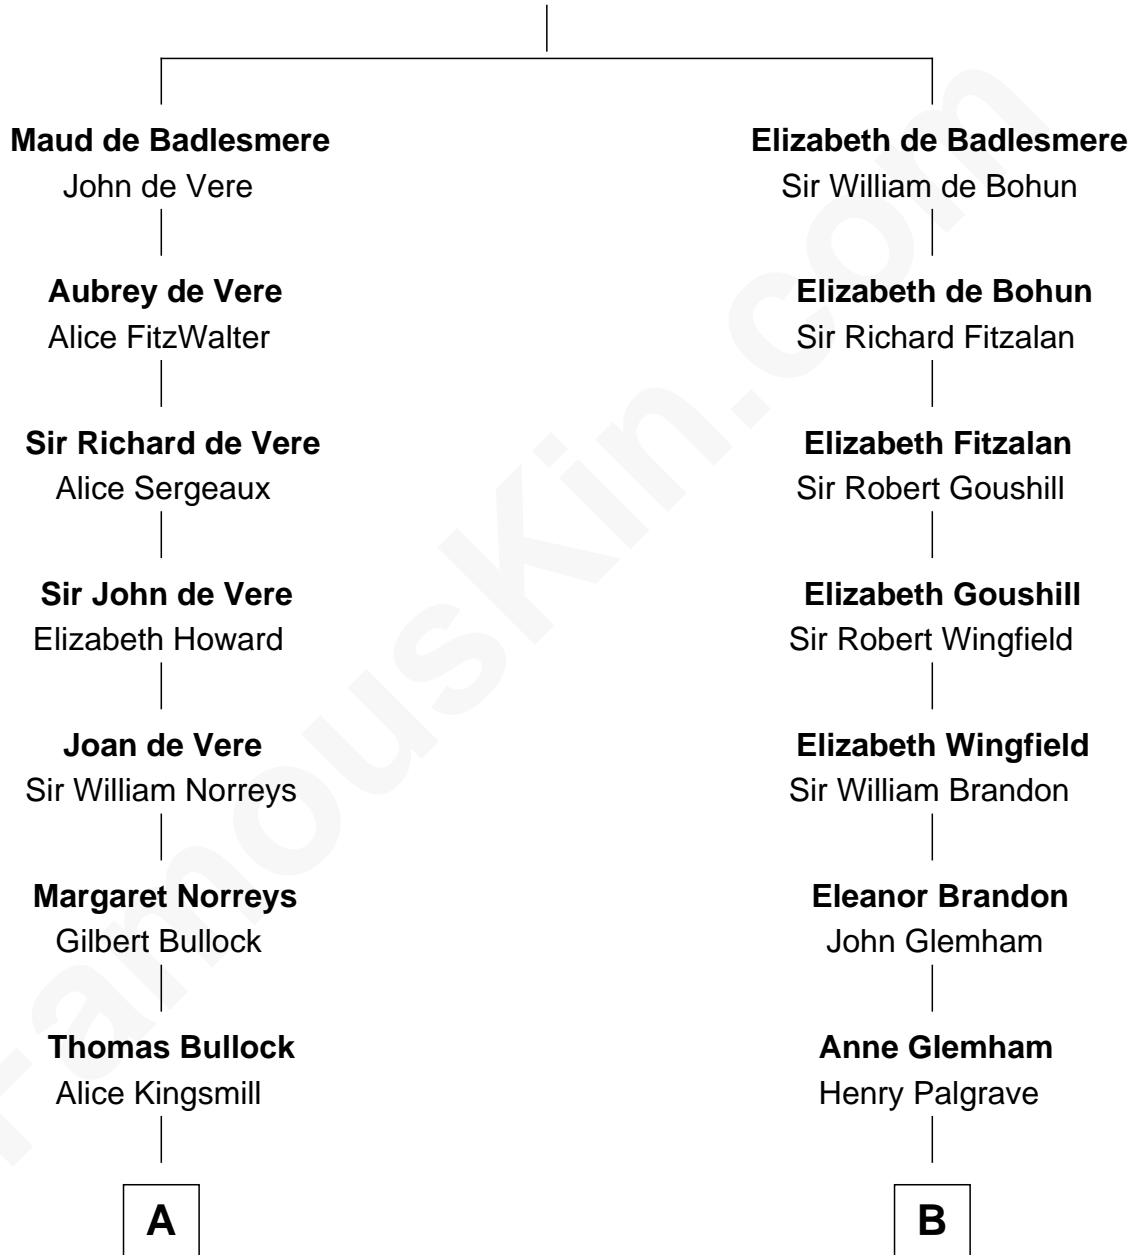 Maud de Badlesmere
John de Vere
Elizabeth de Badlesmere
Sir William de Bohun
Aubrey de Vere
Alice FitzWalter
Elizabeth de Bohun
Sir Richard Fitzalan
Sir Richard de Vere
Alice Sergeaux
Elizabeth Fitzalan
Sir Robert Goushill
Sir John de Vere
Elizabeth Howard
Elizabeth Goushill
Sir Robert Wingfield
Joan de Vere
Sir William Norreys
Elizabeth Wingfield
Sir William Brandon
Margaret Norreys
Gilbert Bullock
Eleanor Brandon
John Glemham
Thomas Bullock
Alice Kingsmill
Anne Glemham
Henry Palgrave
A
B
FamousKin.com